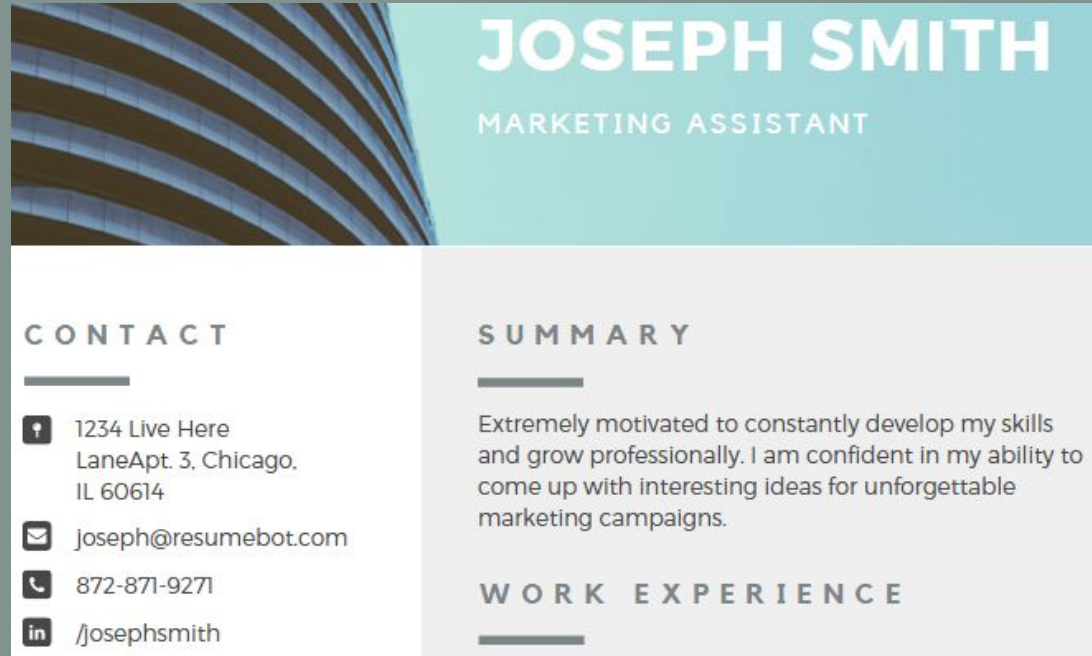 JOSEPH SMITH
MARKETING ASSISTANT
CONTACT
1234 Live Here
LaneApt. 3, Chicago,
IL 60614
joseph@resumebot.com
872-871-9271
in /josephsmith
SUMMARY
Extremely motivated to constantly develop my skills
and grow professionally. I am confident in my ability to
come up with interesting ideas for unforgettable
marketing campaigns.
WORK EXPERIENCE